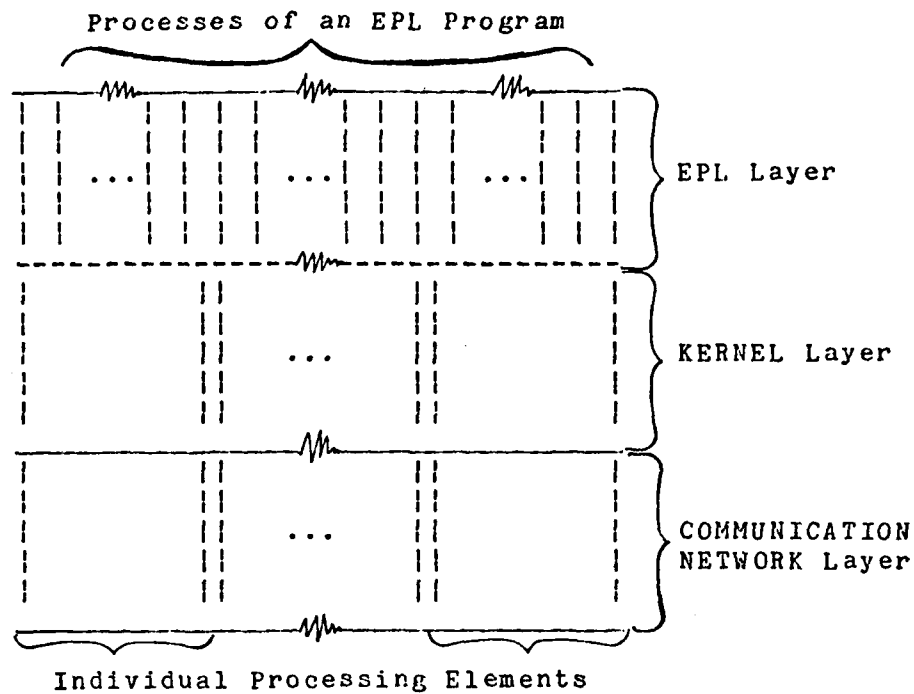 Processes of an EPL Program
...
...
...
EPL Layer
...
KERNEL Layer
...
COMMUNICATION
NETWORK Layer
Individual Processing Elements